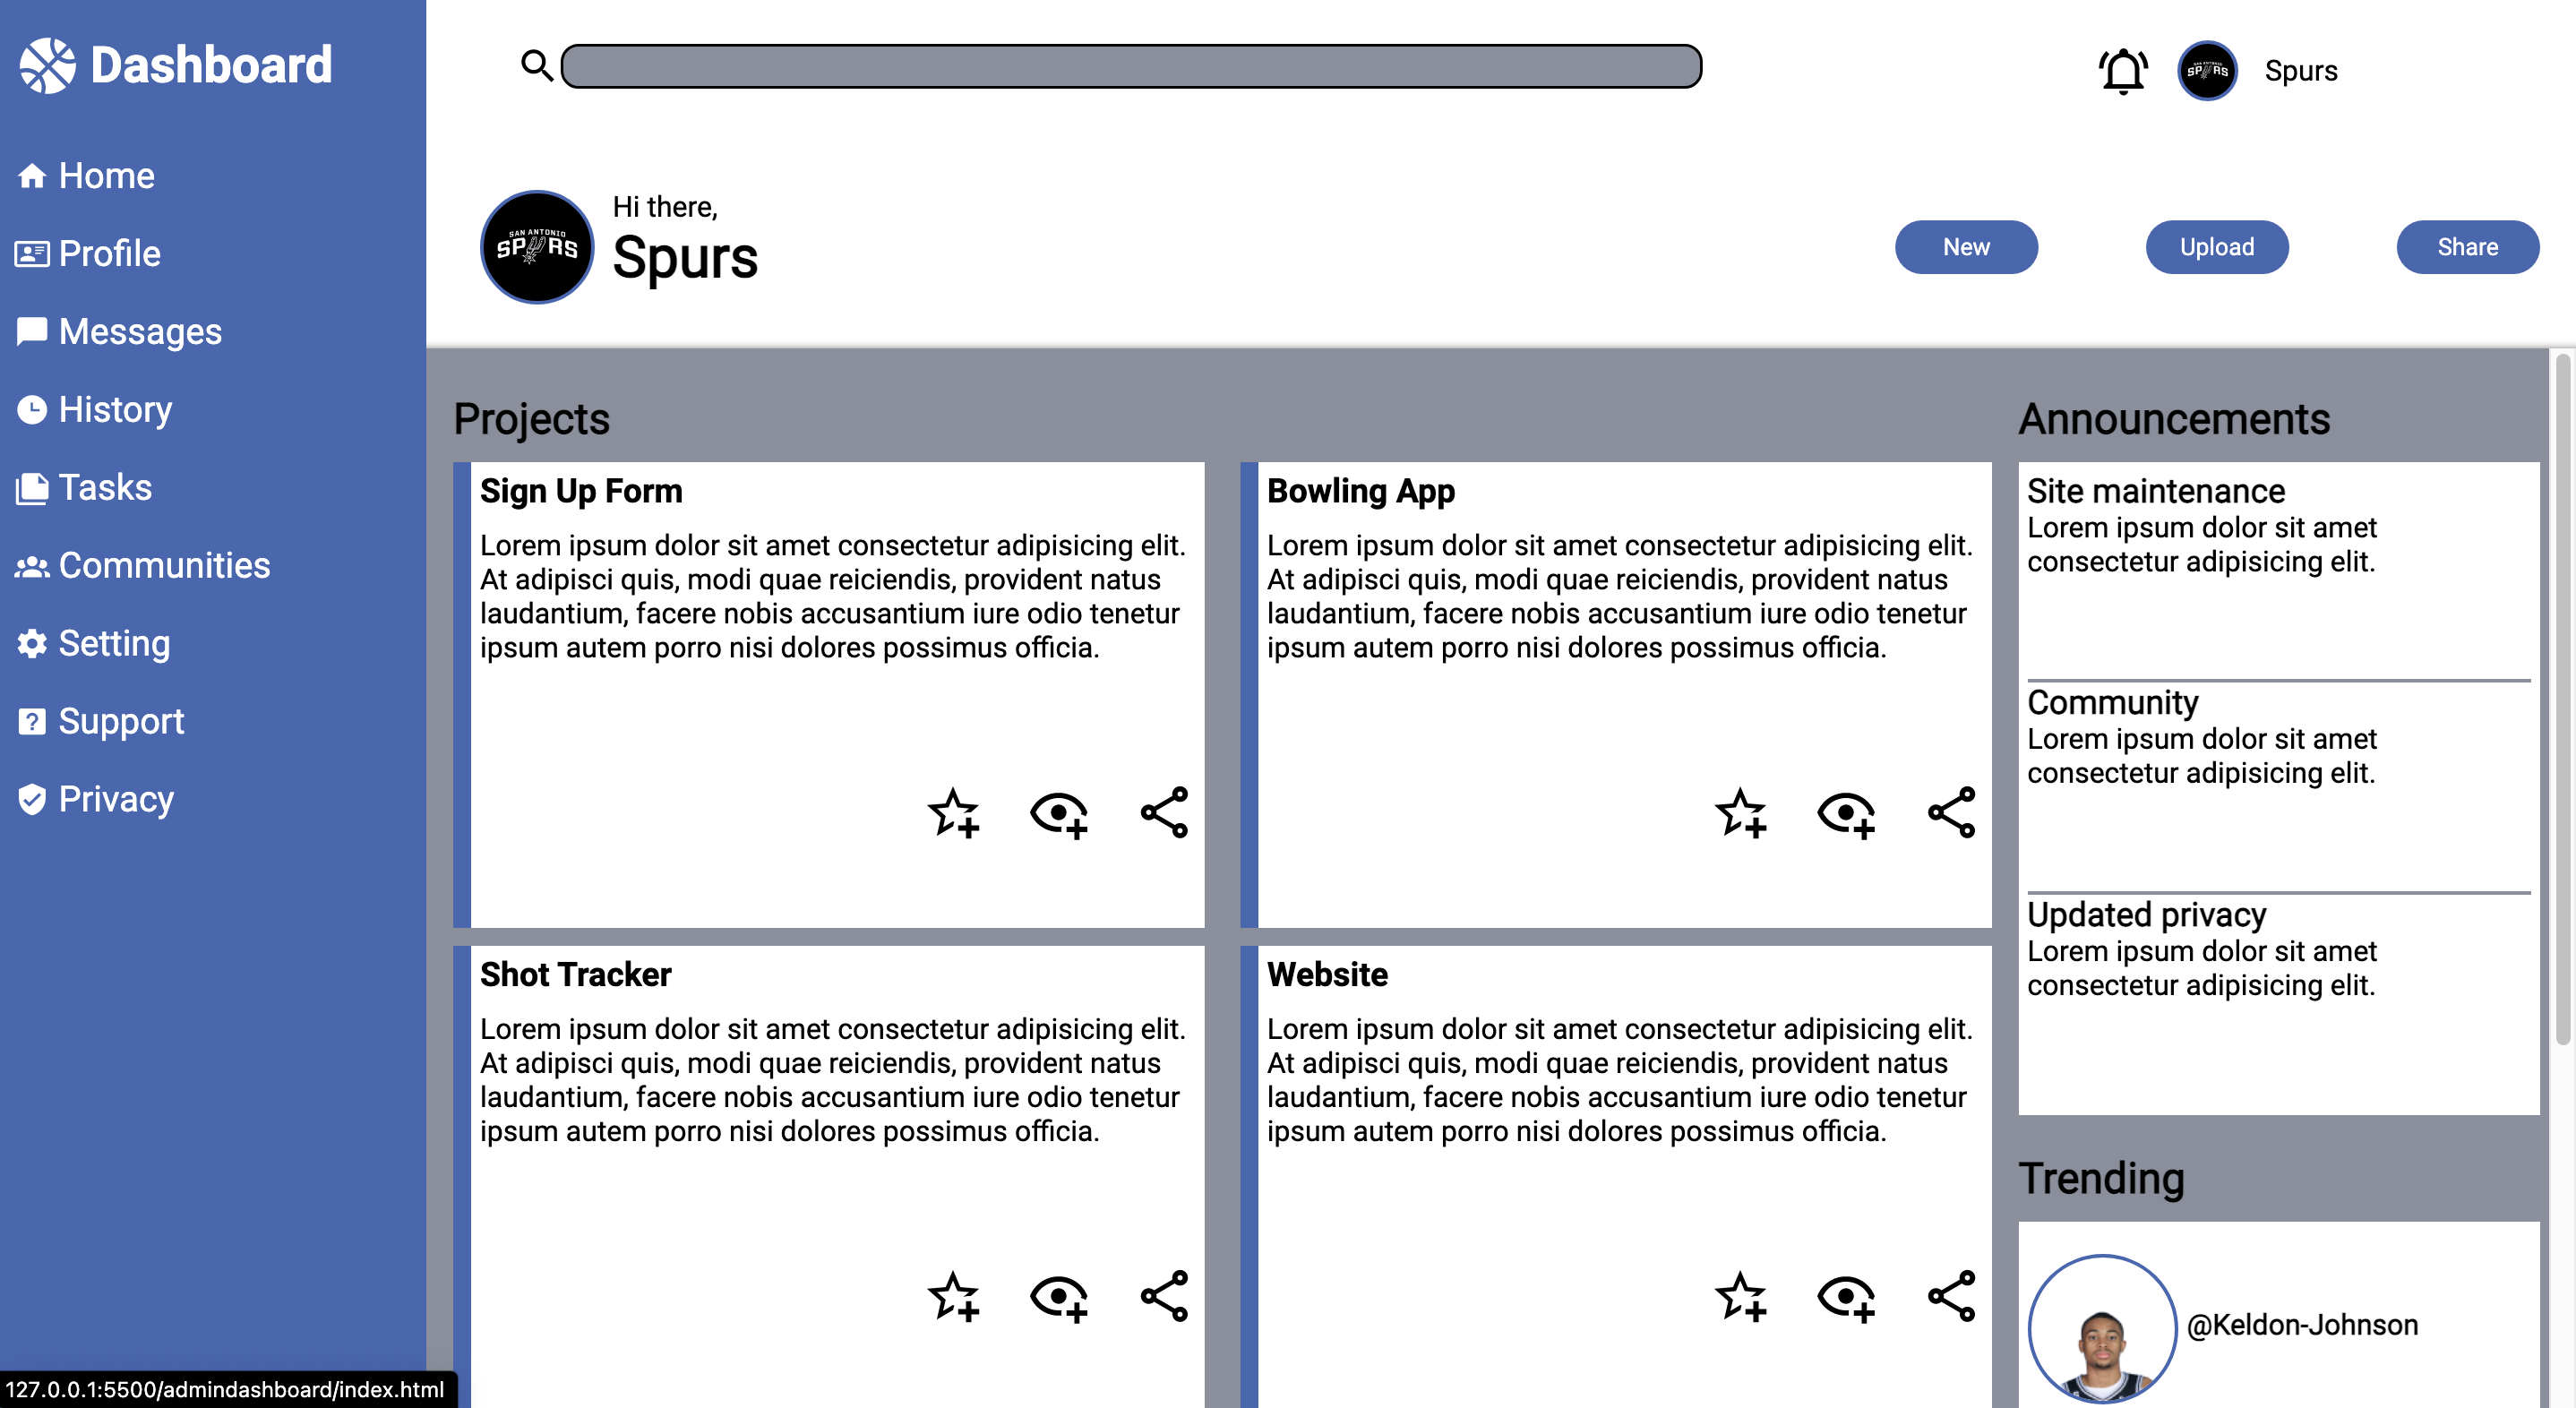 Dashboard
Home
Profile
Messages
History
Tasks
Communities
Setting
Support
Privacy
127.0.0.1:5500/admindashboard/index.html
SAN ANTONIO
SPURS
Spurs
SAN ANTONIO
SPURS
Hi there,
Spurs
New
Upload
Share
Projects
Sign Up Form
Lorem ipsum dolor sit amet consectetur adipisicing elit.
At adipisci quis, modi quae reiciendis, provident natus
laudantium, facere nobis accusantium iure odio tenetur
ipsum autem porro nisi dolores possimus officia.
Bowling App
Lorem ipsum dolor sit amet consectetur adipisicing elit.
At adipisci quis, modi quae reiciendis, provident natus
laudantium, facere nobis accusantium iure odio tenetur
ipsum autem porro nisi dolores possimus officia.
Shot Tracker
Lorem ipsum dolor sit amet consectetur adipisicing elit.
At adipisci quis, modi quae reiciendis, provident natus
laudantium, facere nobis accusantium iure odio tenetur
ipsum autem porro nisi dolores possimus officia.
Website
Lorem ipsum dolor sit amet consectetur adipisicing elit.
At adipisci quis, modi quae reiciendis, provident natus
laudantium, facere nobis accusantium iure odio tenetur
ipsum autem porro nisi dolores possimus officia.
Announcements
Site maintenance
Lorem ipsum dolor sit amet
consectetur adipisicing elit.
Community
Lorem ipsum dolor sit amet
consectetur adipisicing elit.
Updated privacy
Lorem ipsum dolor sit amet
consectetur adipisicing elit.
Trending
@Keldon-Johnson